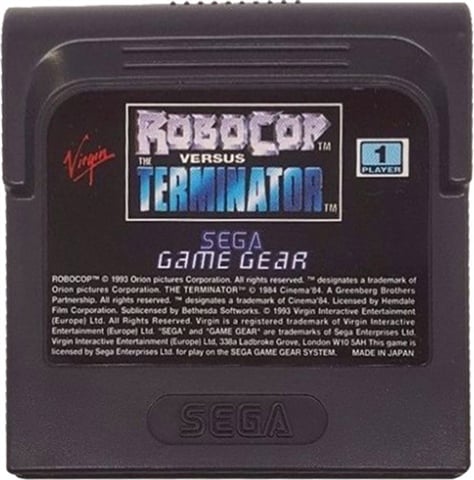 ROBOCOP™
VERSUS
THE TERMINATOR™
Virgin
1
PLAYER
SEGA
GAME GEAR
ROBOCOP™ © 1993 Orion pictures Corporation. All rights reserved. ™ designates a trademark of
Orion pictures Corporation. THE TERMINATOR™ © 1984 Cinema'84. A Greenberg Brothers
Partnership. All rights reserved. ™ designates a trademark of Cinema'84. Licensed by Hemdale
Film Corporation. Sublicensed by Bethesda Softworks. © 1993 Virgin Interactive Entertainment
(Europe) Ltd. All Rights Reserved. Virgin is a registered trademark of Virgin Interactive
Entertainment (Europe) Ltd. "SEGA" and "GAME GEAR" are trademarks of Sega Enterprises Ltd.
Virgin Interactive Entertainment (Europe) Ltd, 338a Ladbroke Grove, London W10 5AH This game is
licensed by Sega Enterprises Ltd. for play on the SEGA GAME GEAR SYSTEM. MADE IN JAPAN
SEGA